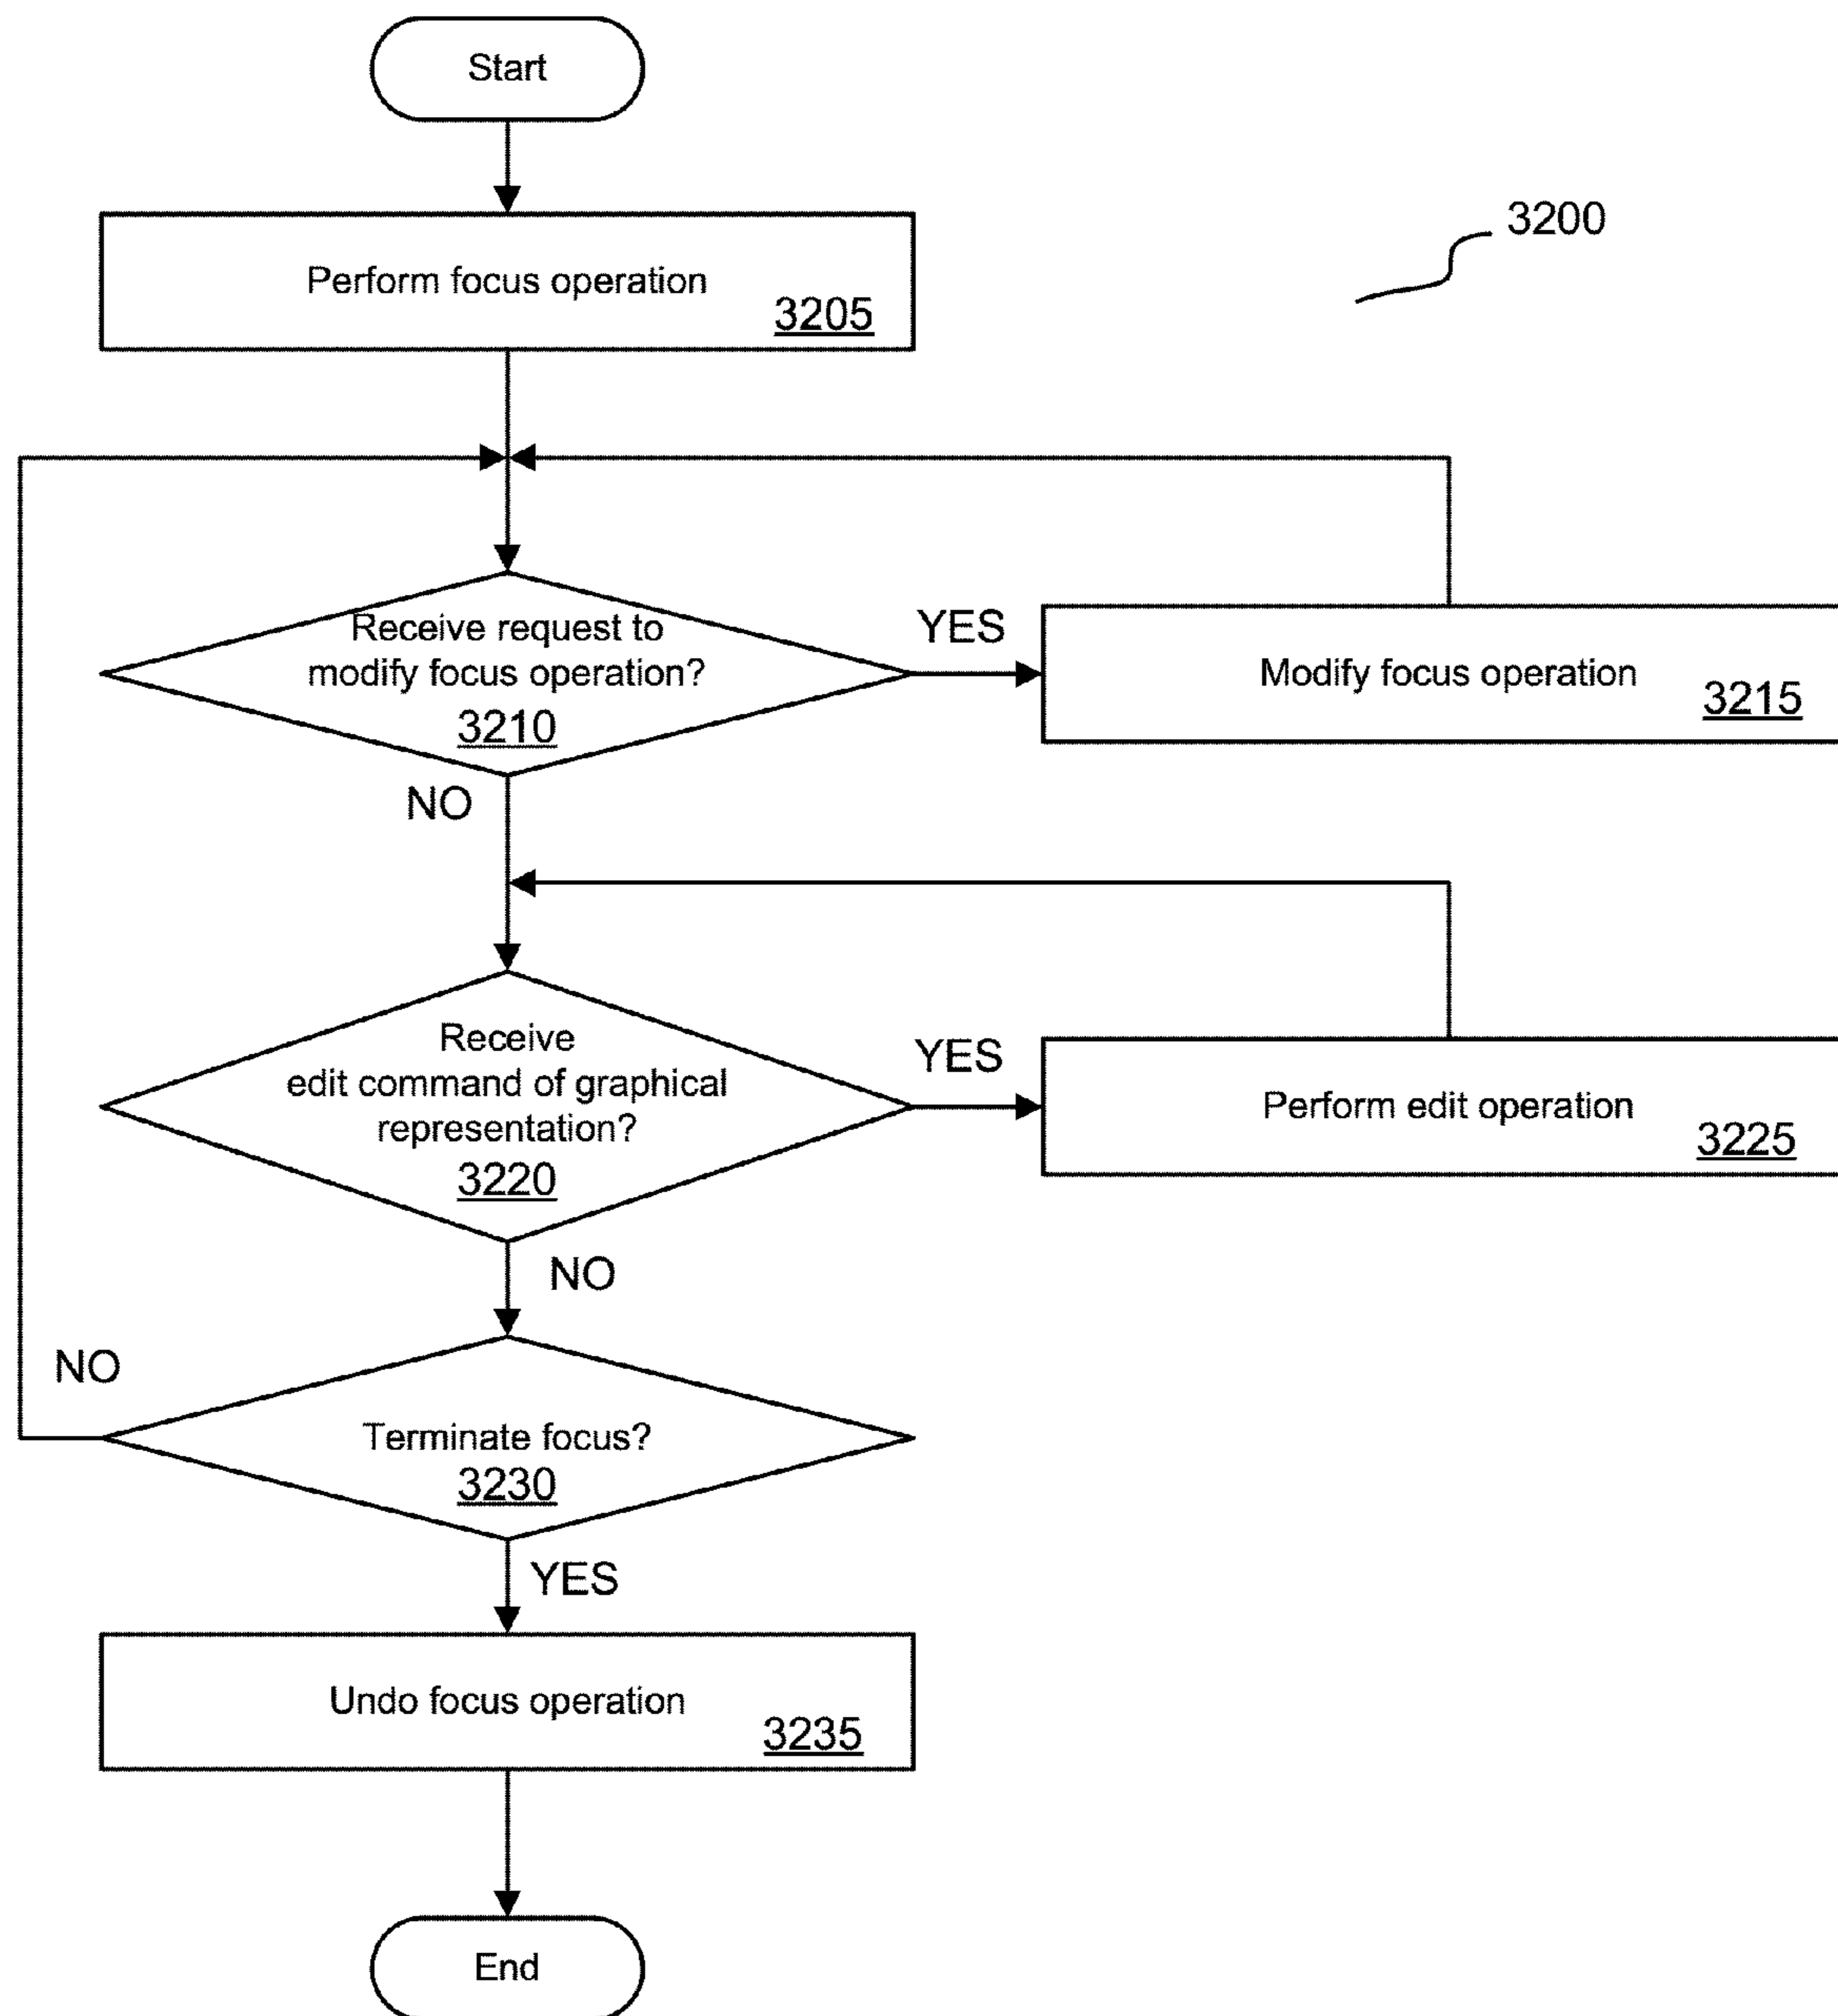 Start
Perform focus operation
3205
3200
Receive request to
modify focus operation?
3210
YES
Modify focus operation
3215
NO
Receive
edit command of graphical
representation?
3220
YES
Perform edit operation
3225
NO
NO
Terminate focus?
3230
YES
Undo focus operation
3235
End